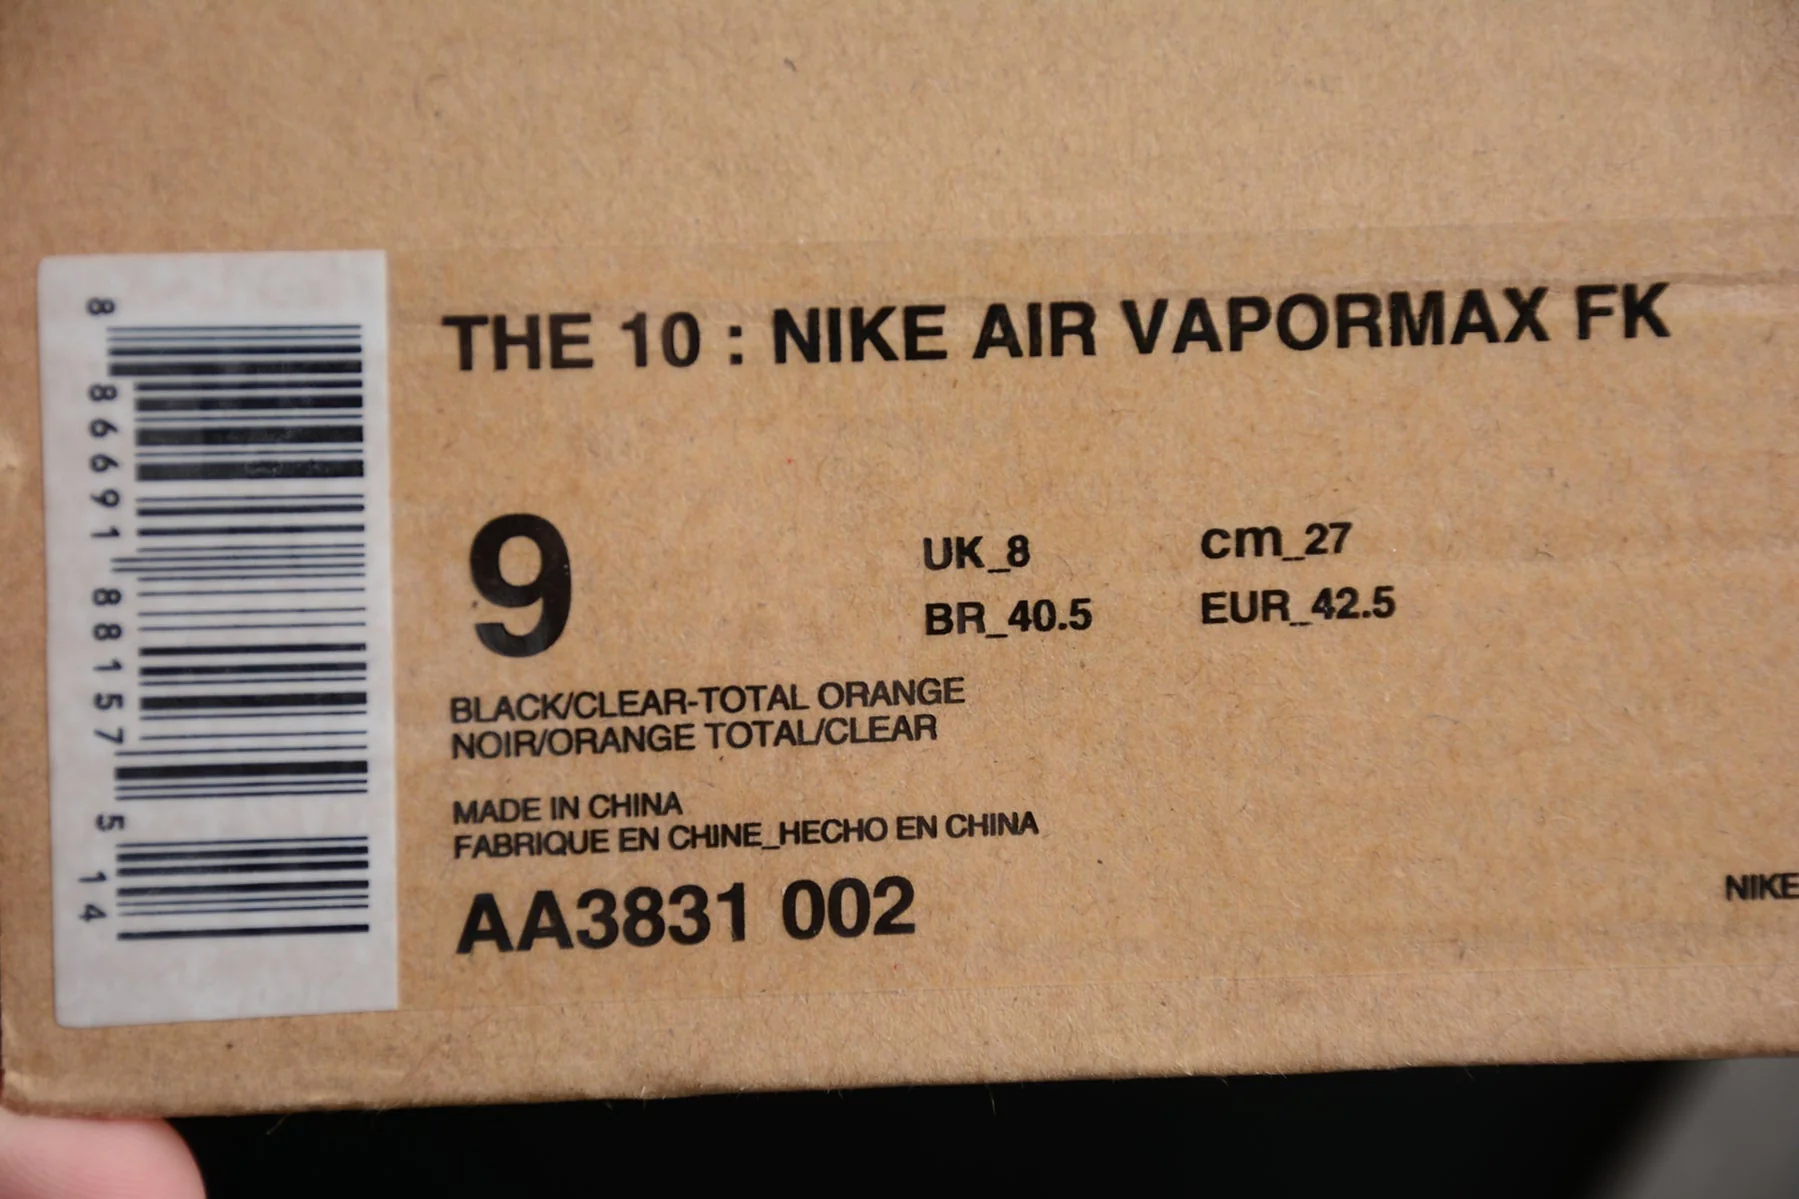 THE 10 : NIKE AIR VAPORMAX FK
9
UK_8
cm_27
BR_40.5
EUR_42.5
BLACK/CLEAR-TOTAL ORANGE
NOIR/ORANGE TOTAL/CLEAR
MADE IN CHINA
FABRIQUE EN CHINE_HECHO EN CHINA
AA3831 002
NIKE
8 86691 88157 5 14